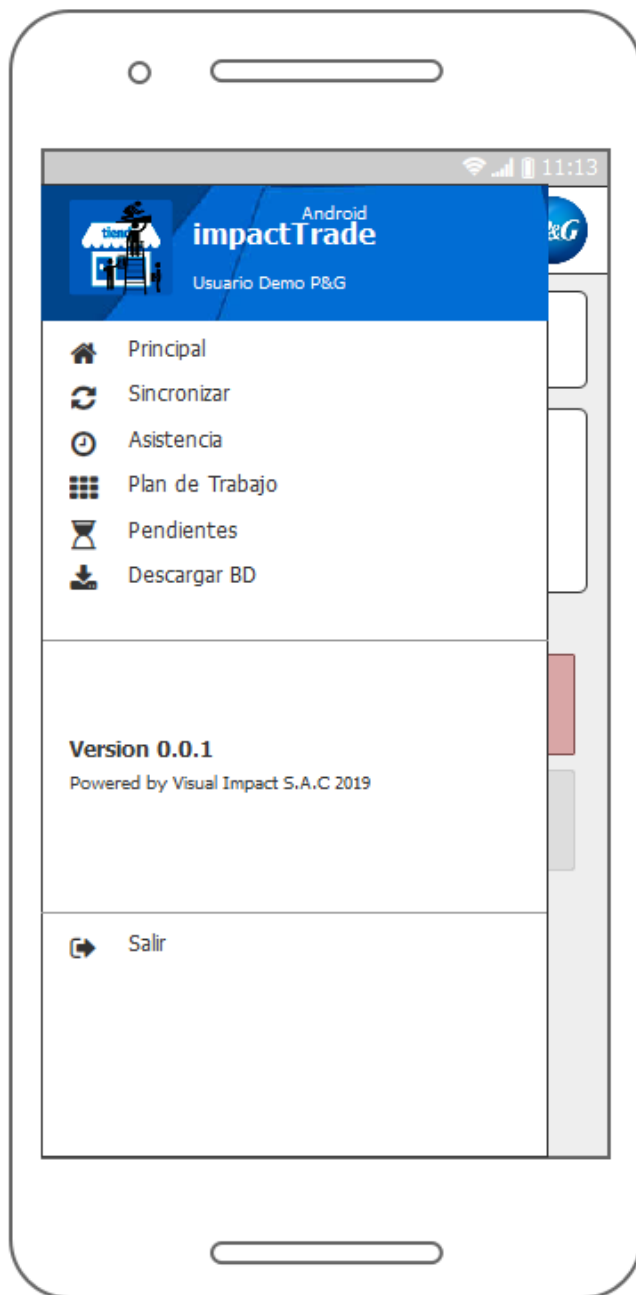 11:13
Android
impactTrade
Usuario Demo P&G
&G
Principal
Sincronizar
Asistencia
Plan de Trabajo
Pendientes
Descargar BD
Version 0.0.1
Powered by Visual Impact S.A.C 2019
Salir